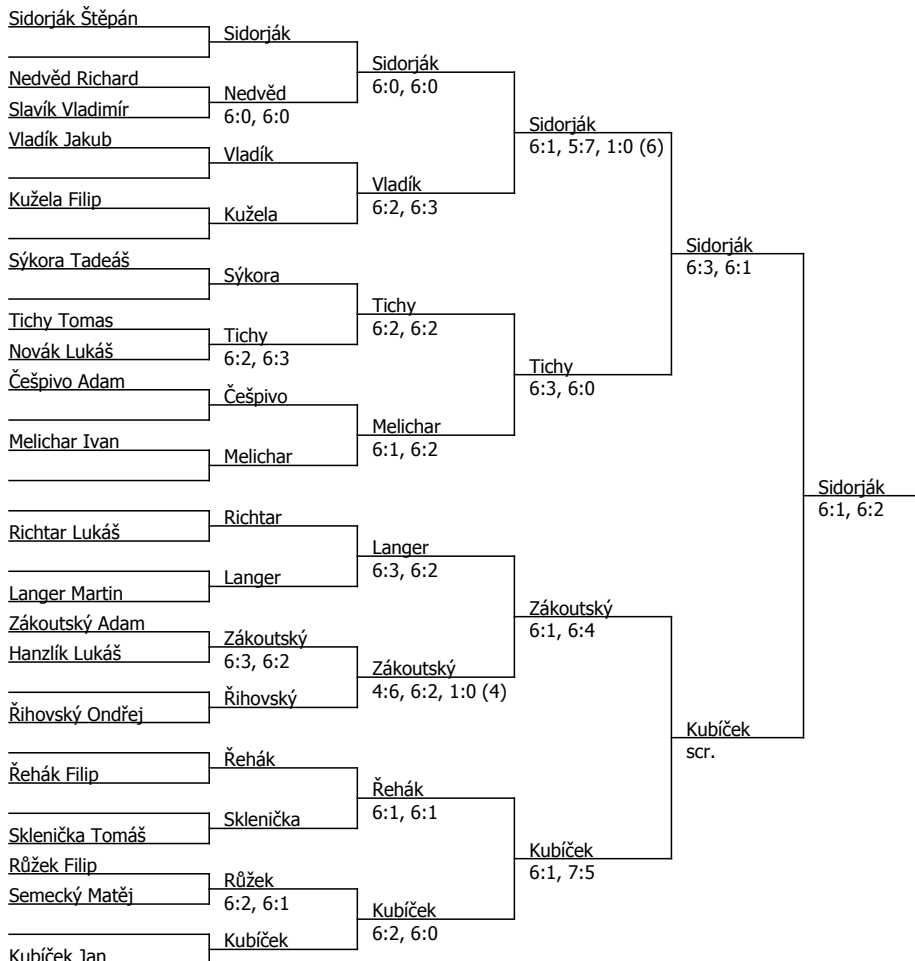 Sidorják Štěpán
Nedvěd Richard
Slavík Vladimír
Vladík Jakub
Kužela Filip
Sýkora Tadeáš
Tichy Tomas
Novák Lukáš
Češpivo Adam
Melichar Ivan
Richtar Lukáš
Langer Martin
Zákoutský Adam
Hanzlík Lukáš
Řihovský Ondřej
Řehák Filip
Sklenička Tomáš
Růžek Filip
Semecký Matěj
Kubíček Jan
Sidorják
Nedvěd
6:0, 6:0
Vladík
Kužela
Sýkora
Tichy
6:2, 6:3
Češpivo
Melichar
Richtar
Langer
Zákoutský
6:3, 6:2
Řihovský
Řehák
Sklenička
Růžek
6:2, 6:1
Kubíček
Sidorják
6:0, 6:0
Vladík
6:2, 6:3
Tichy
6:2, 6:2
Melichar
6:1, 6:2
Langer
6:3, 6:2
Zákoutský
4:6, 6:2, 1:0 (4)
Řehák
6:1, 6:1
Kubíček
6:2, 6:0
Sidorják
6:1, 5:7, 1:0 (6)
Tichy
6:3, 6:0
Zákoutský
6:1, 6:4
Kubíček
6:1, 7:5
Sidorják
6:3, 6:1
Kubíček
scr.
Sidorják
6:1, 6:2